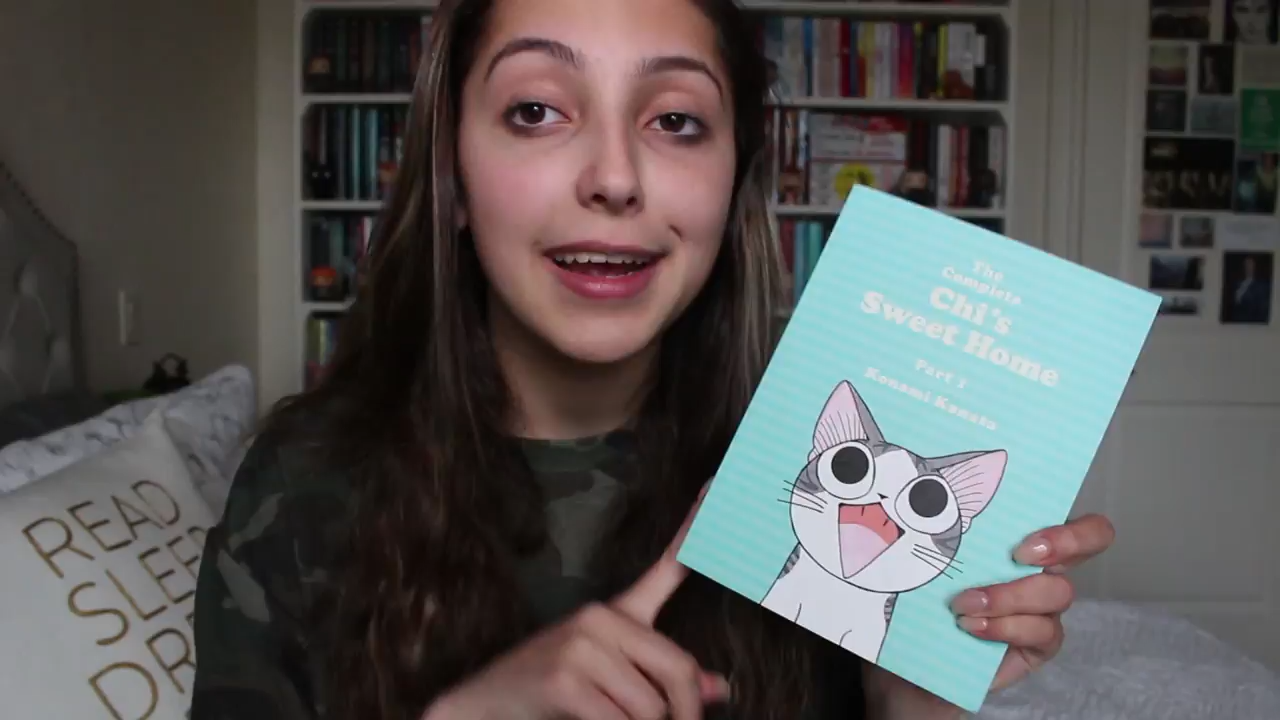 The
Complete
Chi's
Sweet Home
Part 1
Konami Kanata
READ
SLEEP
DR